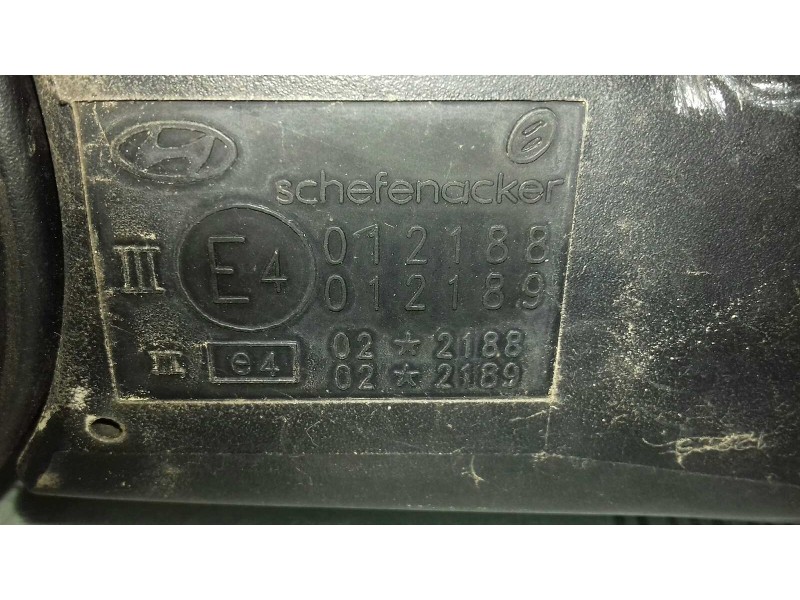 schefenacker
III E4 012188
012189
III e4 02 ★ 2188
02 ★ 2189